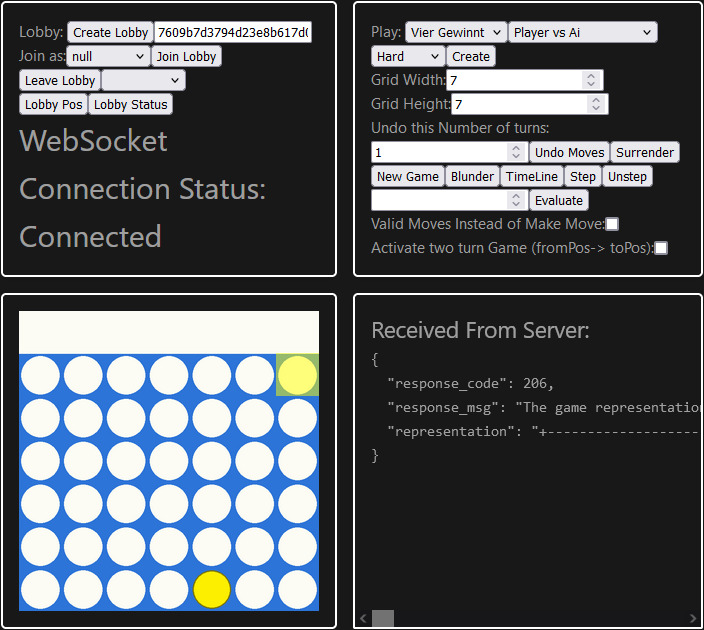 Lobby: Create Lobby 7609b7d3794d23e8b617d0
Join as: null Join Lobby
Leave Lobby
Lobby Pos Lobby Status
WebSocket
Connection Status:
Connected
Play: Vier Gewinnt Player vs Ai
Hard Create
Grid Width: 7
Grid Height: 7
Undo this Number of turns:
1 Undo Moves Surrender
New Game Blunder TimeLine Step Unstep
Evaluate
Valid Moves Instead of Make Move:
Activate two turn Game (fromPos-> toPos):
Received From Server:
{
"response_code": 206,
"response_msg": "The game representation
"representation": "+-------------------
}